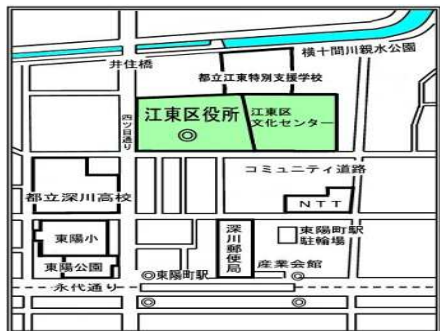 横十間川親水公園
井住橋
都立江東特別支援学校
江東区役所
江東区
文化センター
四ツ目通り
コミュニティ道路
都立深川高校
NTT
東陽小
深川郵便局
東陽町駅
駐輪場
東陽公園
東陽町駅
産業会館
永代通り